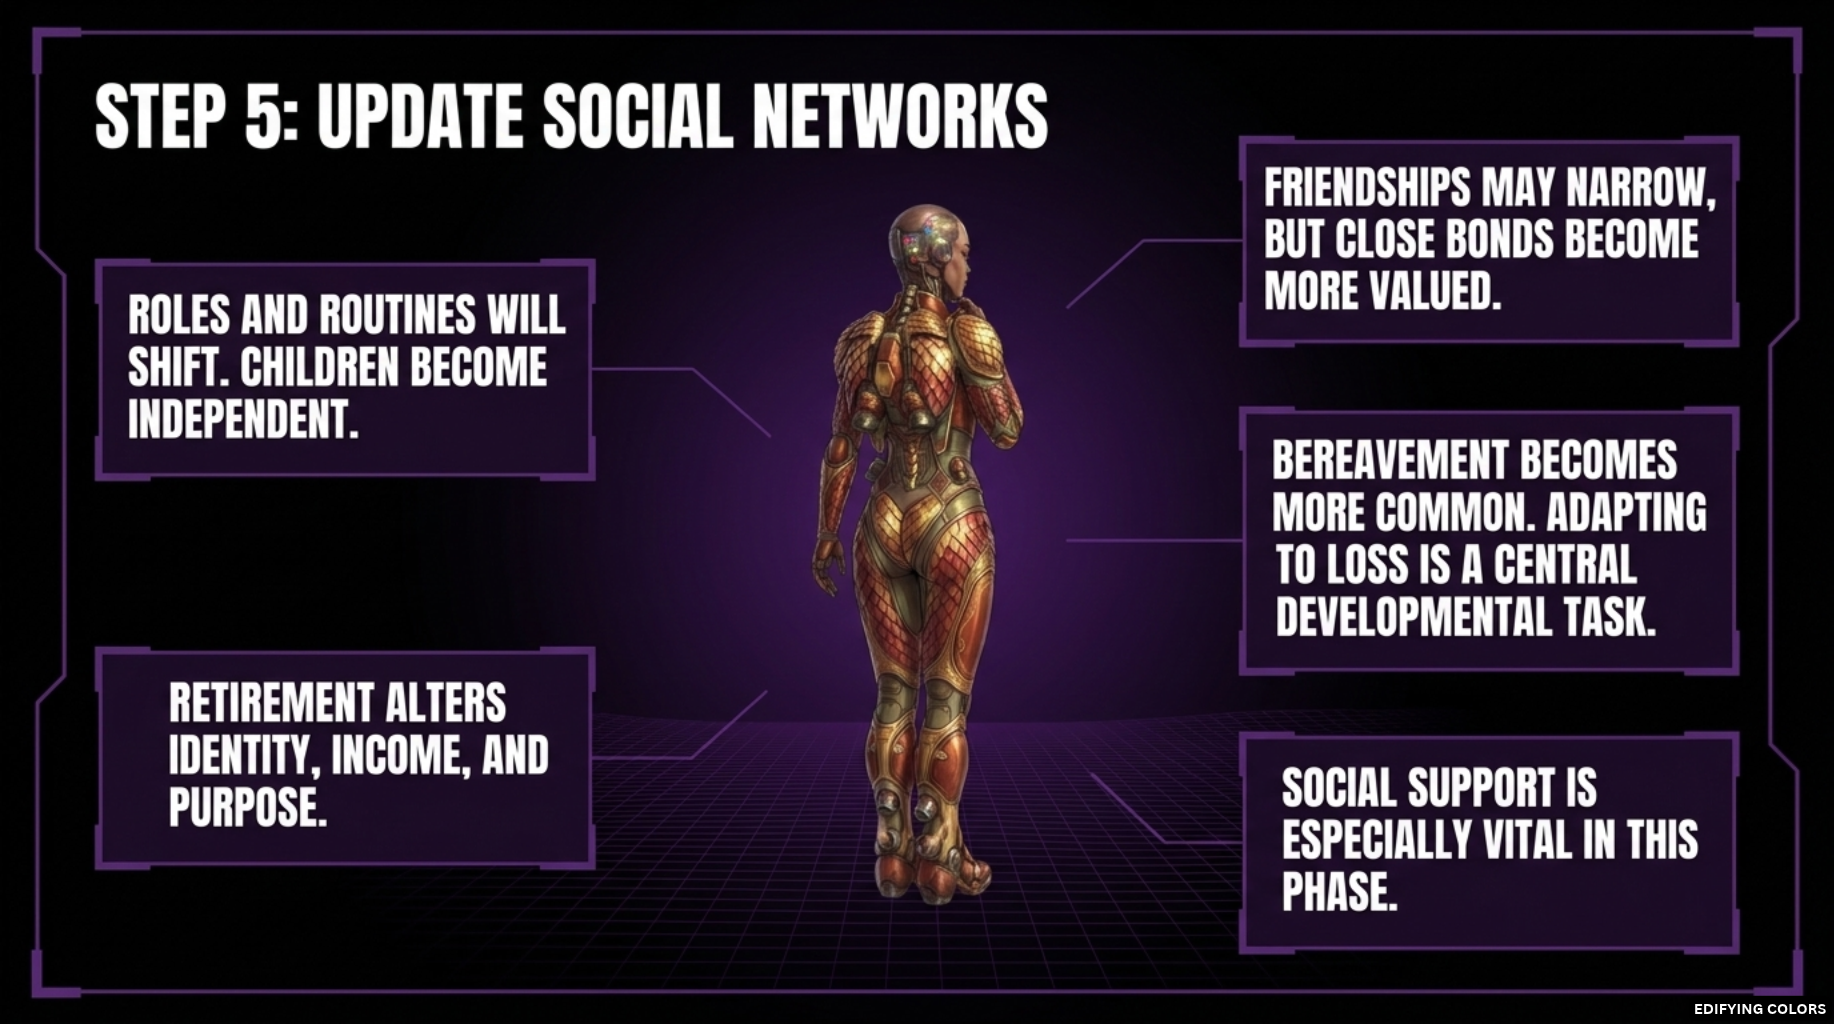 STEP 5: UPDATE SOCIAL NETWORKS
ROLES AND ROUTINES WILL
SHIFT. CHILDREN BECOME
INDEPENDENT.
RETIREMENT ALTERS
IDENTITY, INCOME, AND
PURPOSE.
FRIENDSHIPS MAY NARROW,
BUT CLOSE BONDS BECOME
MORE VALUED.
BEREAVEMENT BECOMES
MORE COMMON. ADAPTING
TO LOSS IS A CENTRAL
DEVELOPMENTAL TASK.
SOCIAL SUPPORT IS
ESPECIALLY VITAL IN THIS
PHASE.
EDIFYING COLORS